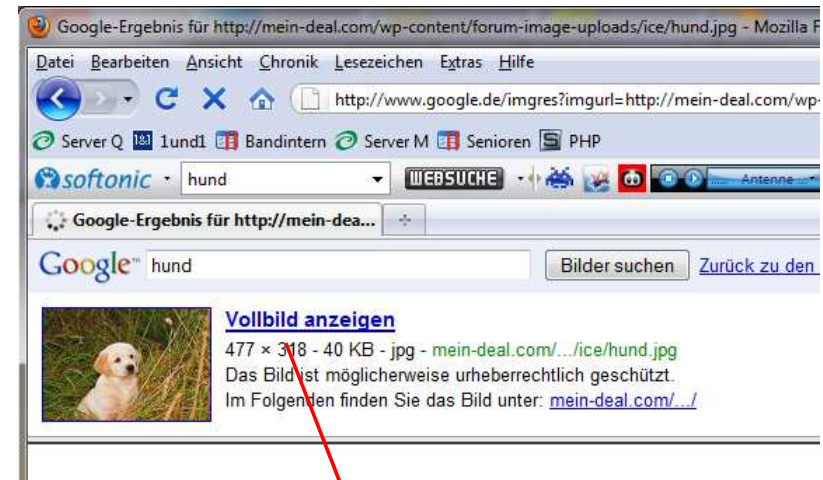 Google-Ergebnis für http://mein-deal.com/wp-content/forum-image-uploads/ice/hund.jpg - Mozilla F
Datei Bearbeiten Ansicht Chronik Lesezeichen Extras Hilfe
http://www.google.de/imgres?imgurl=http://mein-deal.com/wp-
Server Q 1&1 1und1 Bandintern Server M Senioren S PHP
softonic hund WEBSUCHE Antenne ...
Google-Ergebnis für http://mein-dea...
Google™ hund Bilder suchen Zurück zu den
Vollbild anzeigen
477 × 318 - 40 KB - jpg - mein-deal.com/.../ice/hund.jpg
Das Bild ist möglicherweise urheberrechtlich geschützt.
Im Folgenden finden Sie das Bild unter: mein-deal.com/.../